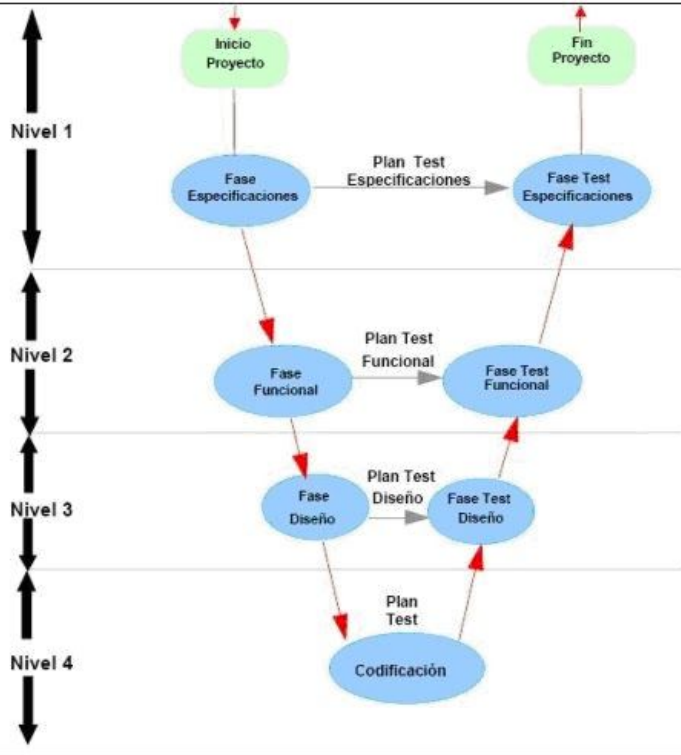 Inicio
Proyecto
Fin
Proyecto
Nivel 1
Plan Test
Especificaciones
Fase
Especificaciones
Fase Test
Especificaciones
Nivel 2
Plan Test
Funcional
Fase
Funcional
Fase Test
Funcional
Nivel 3
Plan Test
Diseño
Fase
Diseño
Fase Test
Diseño
Nivel 4
Plan
Test
Codificación